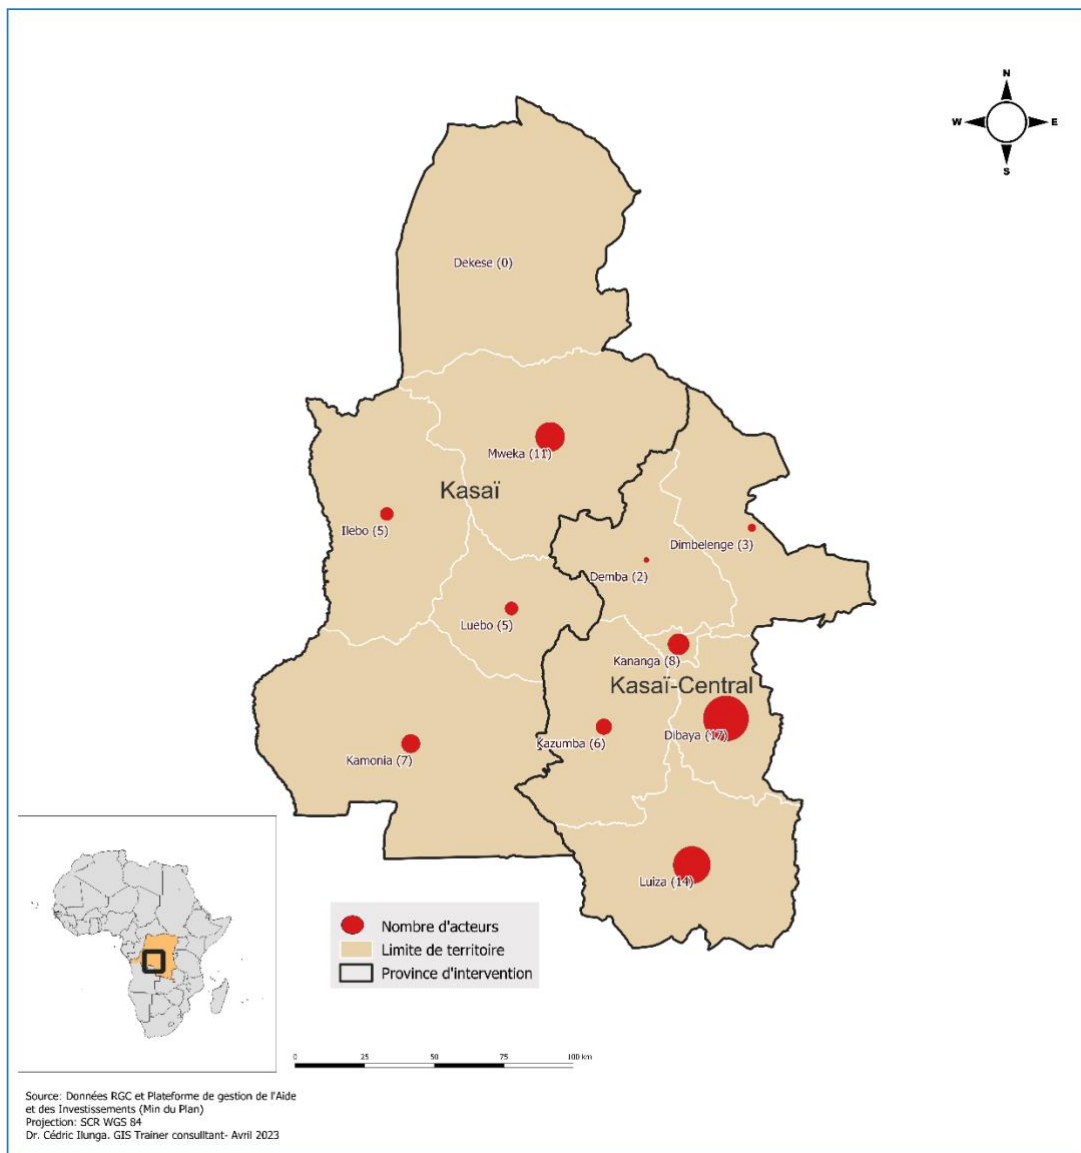 N
W E
S
Dekese (0)
Mweka (11)
Kasaï
Ilebo (5)
Dimbelenge (3)
Demba (2)
Luebo (5)
Kananga (8)
Kasaï-Central
Dibaya (17)
Kazumba (6)
Kamonia (7)
Luiza (14)
Nombre d'acteurs
Limite de territoire
Province d'intervention
0 25 50 75 100 km
Source: Données RGC et Plateforme de gestion de l'Aide
et des Investissements (Min du Plan)
Projection: SCR WGS 84
Dr. Cédric Ilunga. GIS Trainer consulltant- Avril 2023